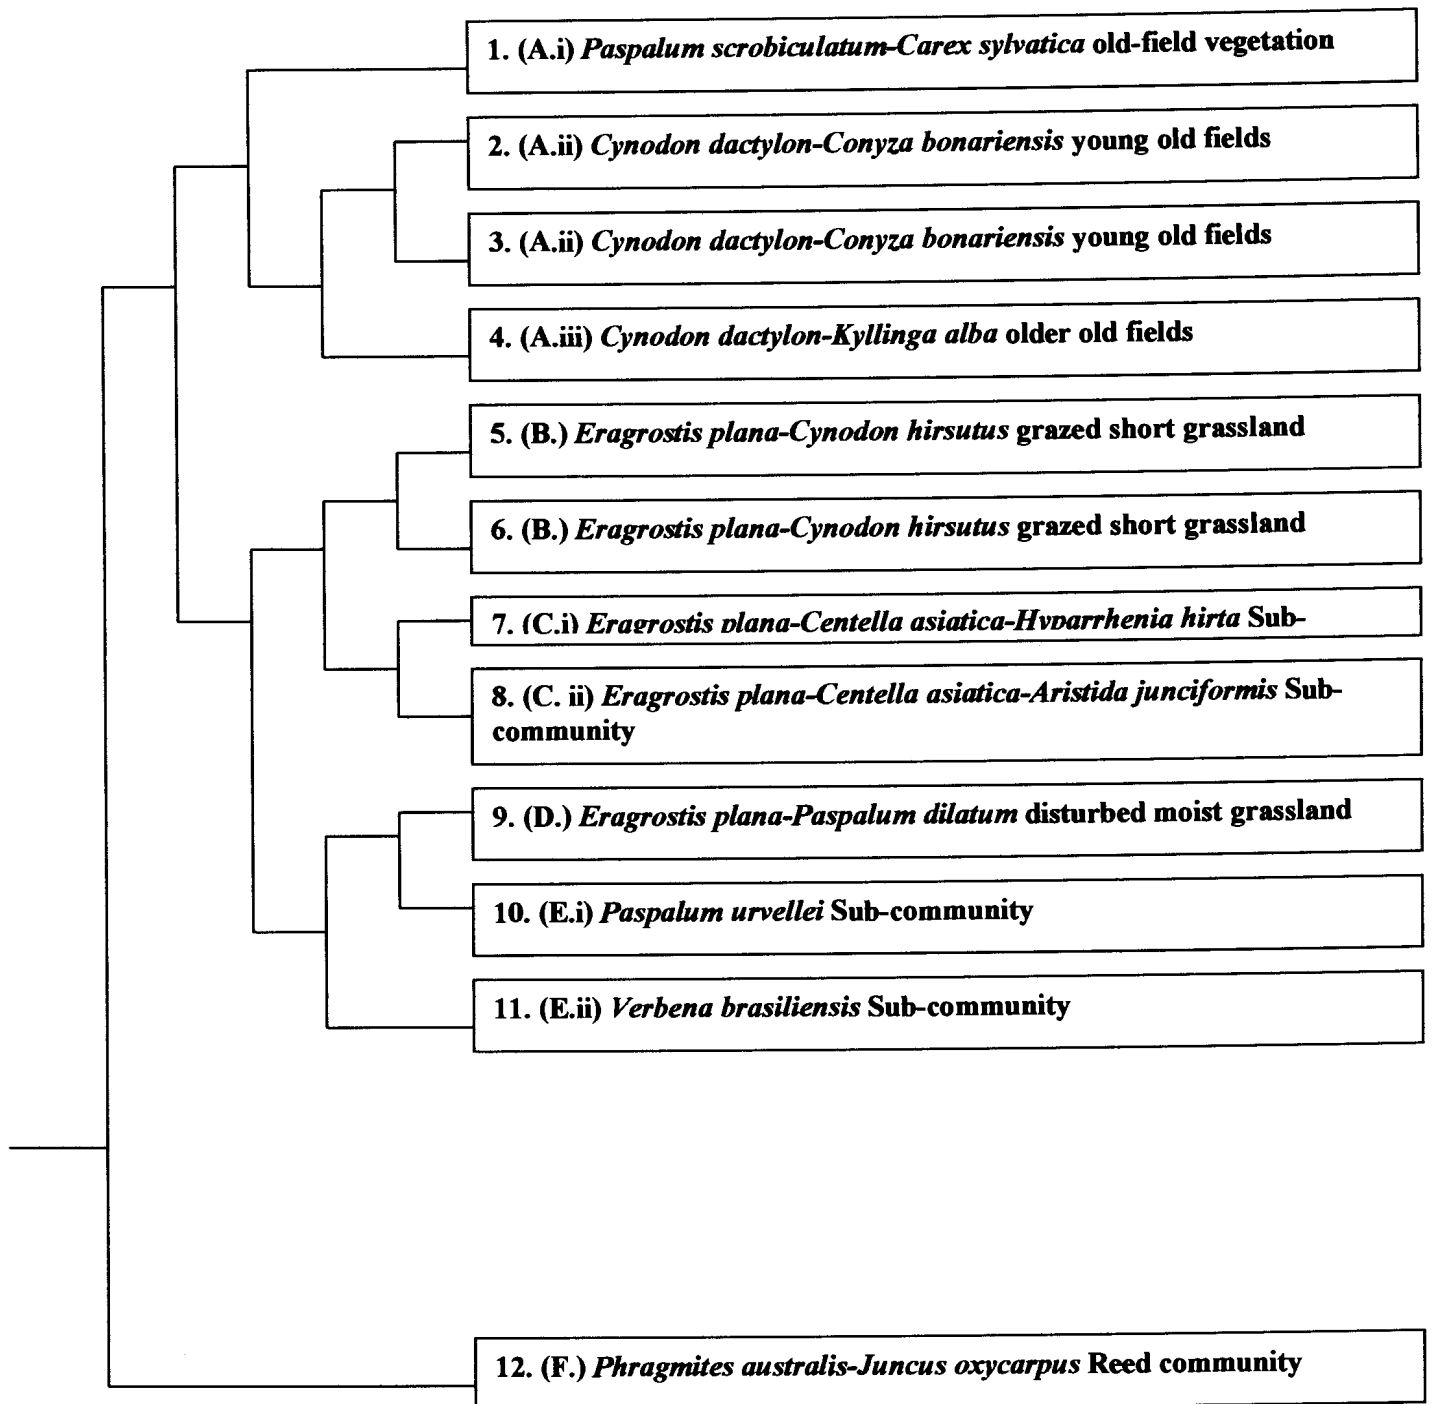 1. (A.i) Paspalum scrobiculatum-Carex sylvatica old-field vegetation
2. (A.ii) Cynodon dactylon-Conyza bonariensis young old fields
3. (A.ii) Cynodon dactylon-Conyza bonariensis young old fields
4. (A.iii) Cynodon dactylon-Kyllinga alba older old fields
5. (B.) Eragrostis plana-Cynodon hirsutus grazed short grassland
6. (B.) Eragrostis plana-Cynodon hirsutus grazed short grassland
7. (C.i) Eragrostis plana-Centella asiatica-Hyparrhenia hirta Sub-
8. (C. ii) Eragrostis plana-Centella asiatica-Aristida junciformis Sub-
community
9. (D.) Eragrostis plana-Paspalum dilatum disturbed moist grassland
10. (E.i) Paspalum urvellei Sub-community
11. (E.ii) Verbena brasiliensis Sub-community
12. (F.) Phragmites australis-Juncus oxycarpus Reed community